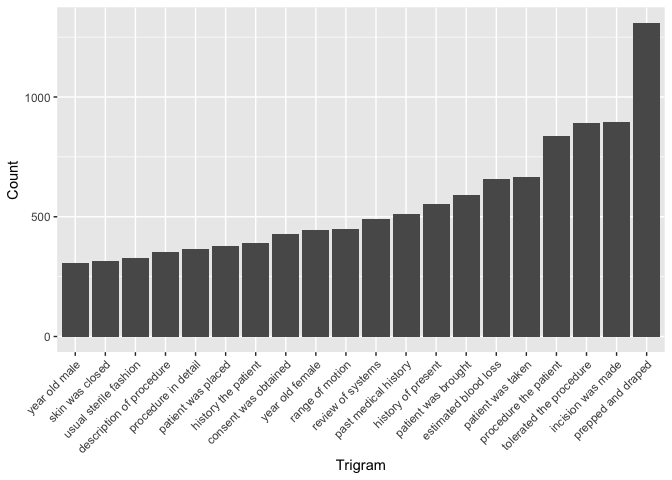 Count
1000
500
0
year old male
skin was closed
usual sterile fashion
description of procedure
procedure in detail
patient was placed
history the patient
consent was obtained
year old female
range of motion
review of systems
past medical history
history of present
patient was brought
estimated blood loss
patient was taken
procedure the patient
tolerated the procedure
incision was made
prepped and draped
Trigram